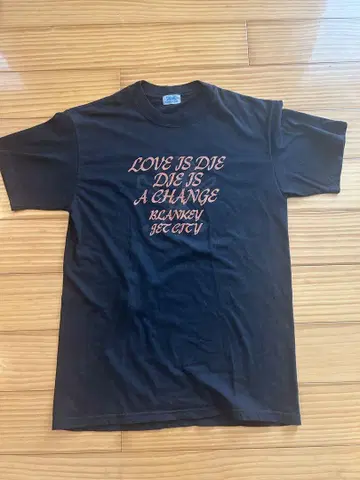 LOVE IS DIE
DIE IS
A CHANGE
BLANKEY
JET CITY